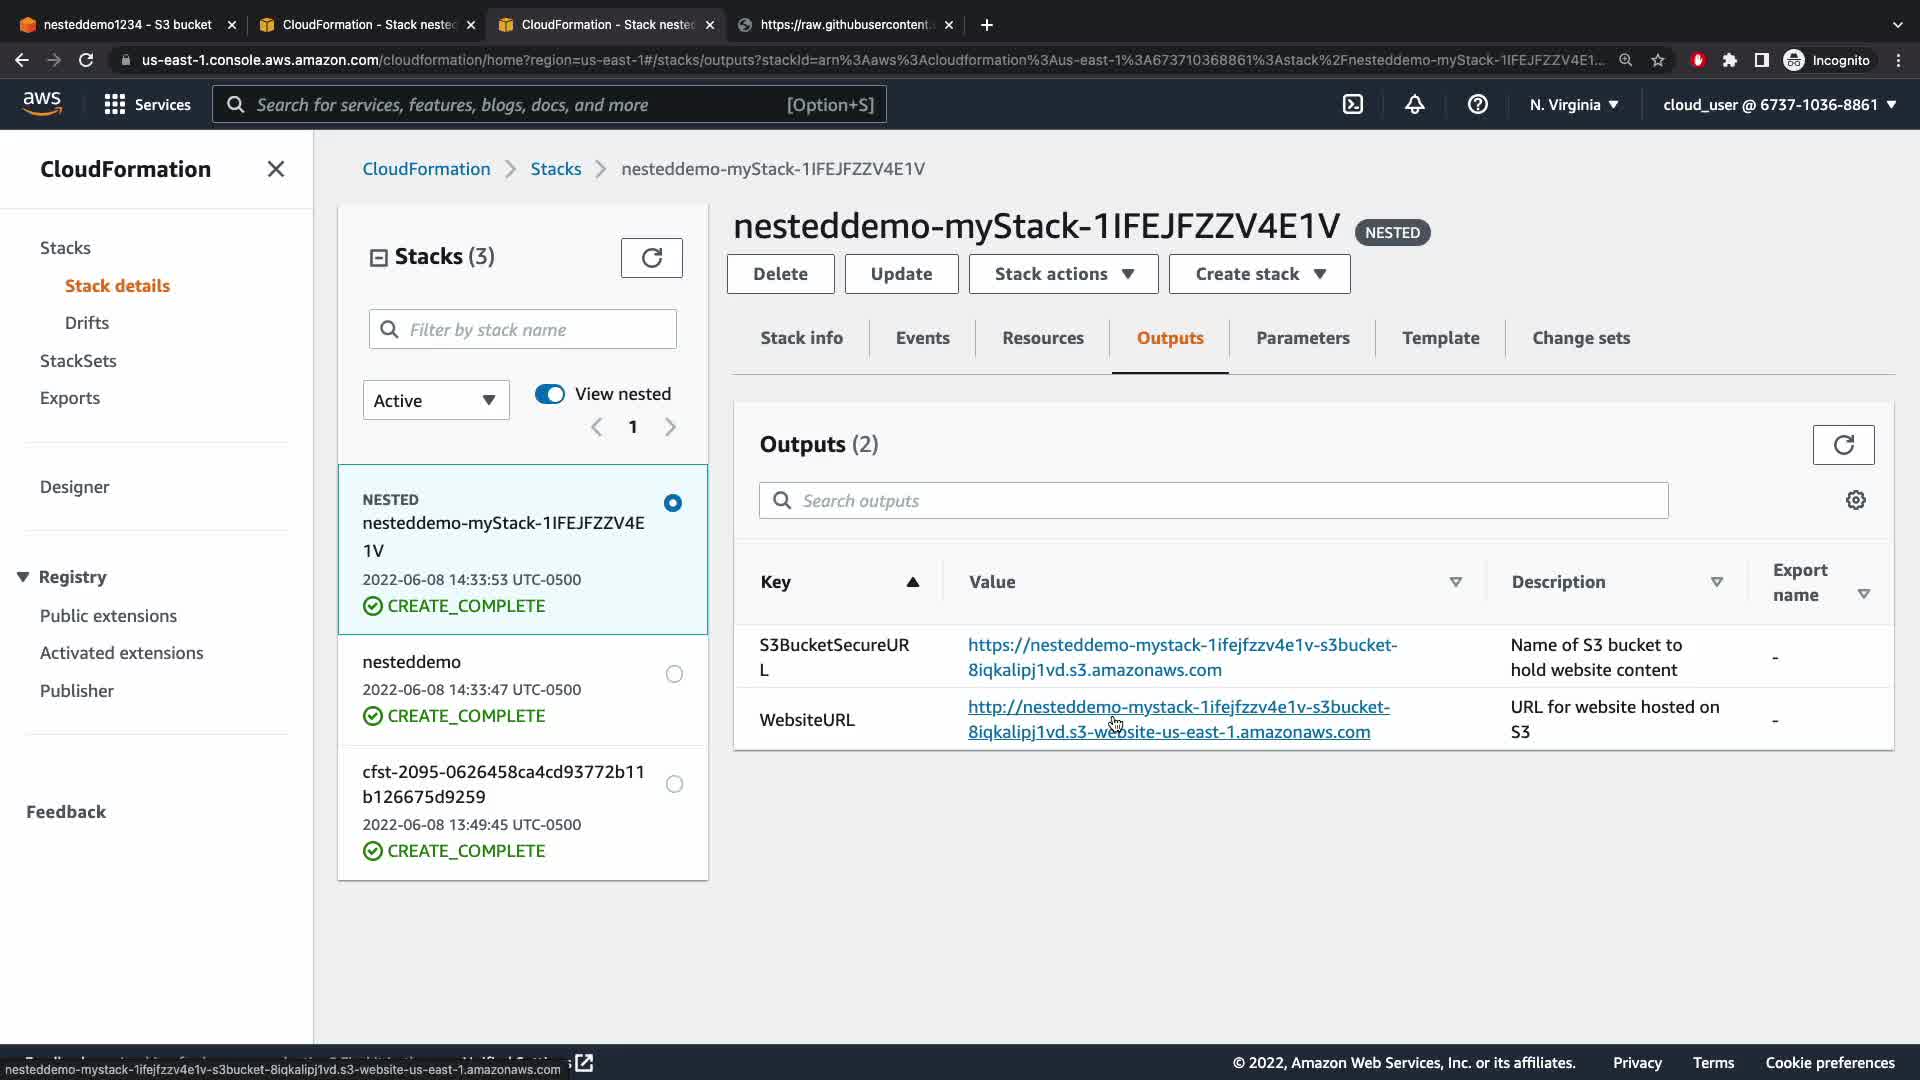 nesteddemo1234 - S3 bucket
CloudFormation - Stack neste
CloudFormation - Stack neste
https://raw.githubusercontent.
us-east-1.console.aws.amazon.com/cloudformation/home?region=us-east-1#/stacks/outputs?stackId=arn%3Aaws%3Acloudformation%3Aus-east-1%3A673710368861%3Astack%2Fnesteddemo-myStack-1IFEJFZZV4E1...
Incognito
aws
Services
Search for services, features, blogs, docs, and more
[Option+S]
N. Virginia
cloud_user @ 6737-1036-8861
CloudFormation
Stacks
Stack details
Drifts
StackSets
Exports
Designer
Registry
Public extensions
Activated extensions
Publisher
Feedback
CloudFormation
Stacks
nesteddemo-myStack-1IFEJFZZV4E1V
Stacks (3)
Filter by stack name
Active
View nested
1
NESTED
nesteddemo-myStack-1IFEJFZZV4E
1V
2022-06-08 14:33:53 UTC-0500
CREATE_COMPLETE
nesteddemo
2022-06-08 14:33:47 UTC-0500
CREATE_COMPLETE
cfst-2095-0626458ca4cd93772b11
b126675d9259
2022-06-08 13:49:45 UTC-0500
CREATE_COMPLETE
nesteddemo-myStack-1IFEJFZZV4E1V
NESTED
Delete
Update
Stack actions
Create stack
Stack info
Events
Resources
Outputs
Parameters
Template
Change sets
Outputs (2)
Search outputs
Key
Value
Description
Export
name
S3BucketSecureUR
L
https://nesteddemo-mystack-1ifejfzzv4e1v-s3bucket-
8iqkalipj1vd.s3.amazonaws.com
Name of S3 bucket to
hold website content
-
WebsiteURL
http://nesteddemo-mystack-1ifejfzzv4e1v-s3bucket-
8iqkalipj1vd.s3-website-us-east-1.amazonaws.com
URL for website hosted on
S3
-
nesteddemo-mystack-1ifejfzzv4e1v-s3bucket-8iqkalipj1vd.s3-website-us-east-1.amazonaws.com
© 2022, Amazon Web Services, Inc. or its affiliates.
Privacy
Terms
Cookie preferences